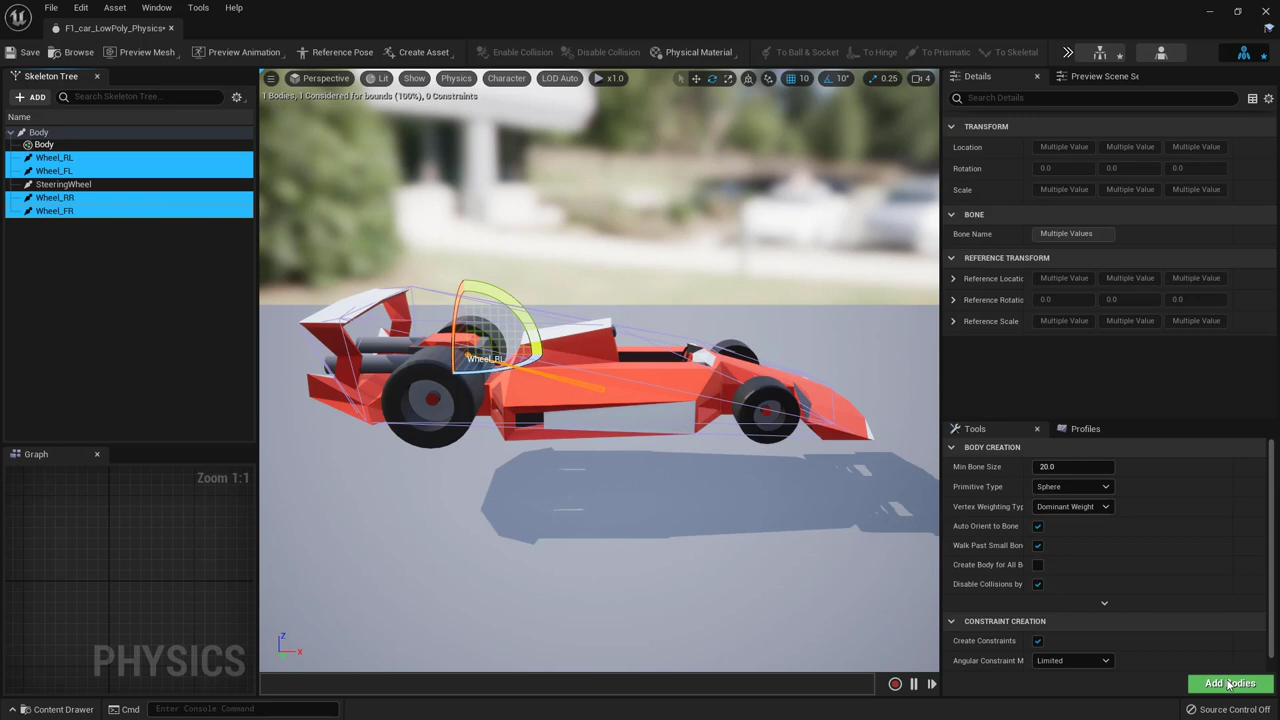 File Edit Asset Window Tools Help
F1_car_LowPoly_Physics*
Save Browse Preview Mesh Preview Animation Reference Pose Create Asset Enable Collision Disable Collision Physical Material To Ball & Socket To Hinge To Prismatic To Skeletal
Skeleton Tree
ADD Search Skeleton Tree...
Name
Body
Body
Wheel_RL
Wheel_FL
SteeringWheel
Wheel_RR
Wheel_FR
Graph
Zoom 1:1
PHYSICS
Perspective Lit Show Physics Character LOD Auto x1.0 10 10° 0.25 4
1 Bodies, 1 Considered for bounds (100%), 0 Constraints
Wheel_RL
Z
X
Details Preview Scene Se
Search Details
TRANSFORM
Location Multiple Value Multiple Value Multiple Value
Rotation 0.0 0.0 0.0
Scale Multiple Value Multiple Value Multiple Value
BONE
Bone Name Multiple Values
REFERENCE TRANSFORM
Reference Locatic Multiple Value Multiple Value Multiple Value
Reference Rotatic 0.0 0.0 0.0
Reference Scale Multiple Value Multiple Value Multiple Value
Tools Profiles
BODY CREATION
Min Bone Size 20.0
Primitive Type Sphere
Vertex Weighting Typ Dominant Weight
Auto Orient to Bone
Walk Past Small Bon
Create Body for All B
Disable Collisions by
CONSTRAINT CREATION
Create Constraints
Angular Constraint M Limited
Add Bodies
Content Drawer Cmd Enter Console Command Source Control Off